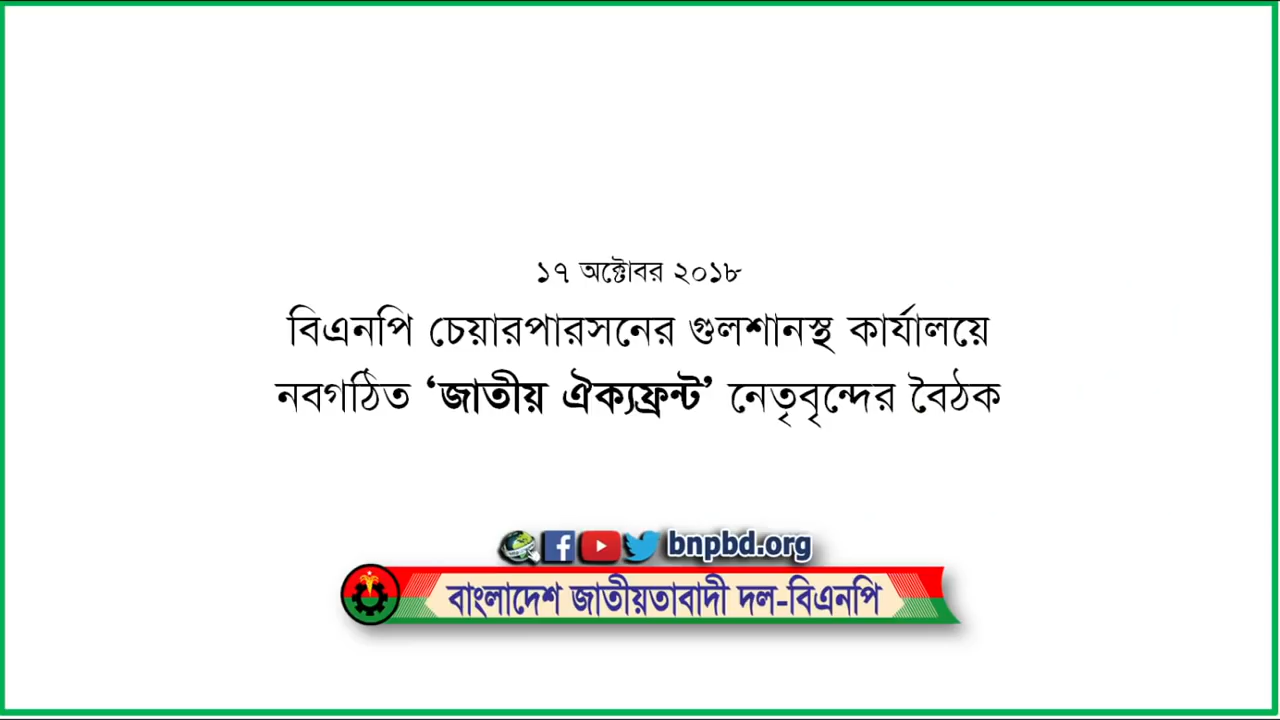 ১৭ অক্টোবর ২০১৮
বিএনপি চেয়ারপারসনের গুলশানস্থ কার্যালয়ে
নবগঠিত ‘জাতীয় ঐক্যফ্রন্ট’ নেতৃবৃন্দের বৈঠক
bnpbd.org
বাংলাদেশ জাতীয়তাবাদী দল-বিএনপি